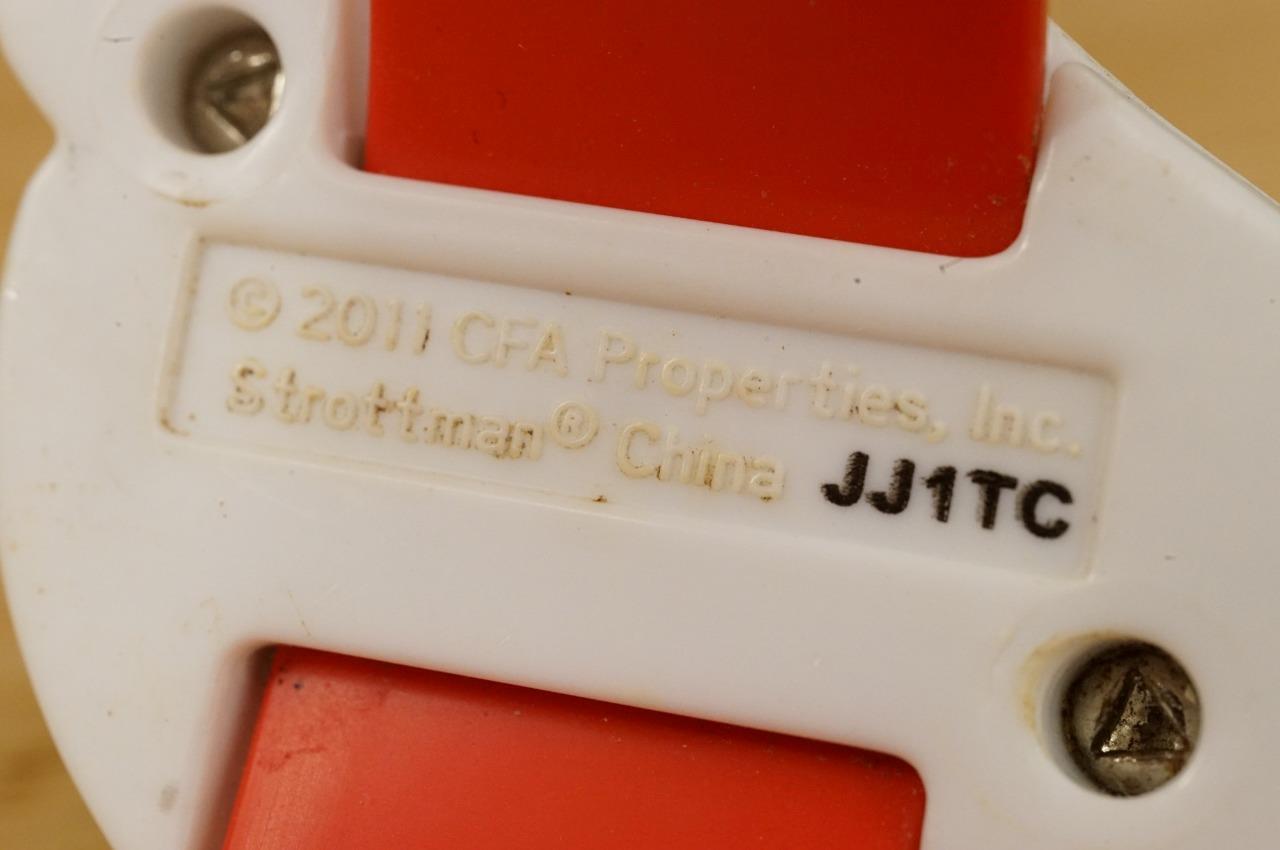 © 2011 CFA Properties, Inc.
Strottman® China JJ1TC